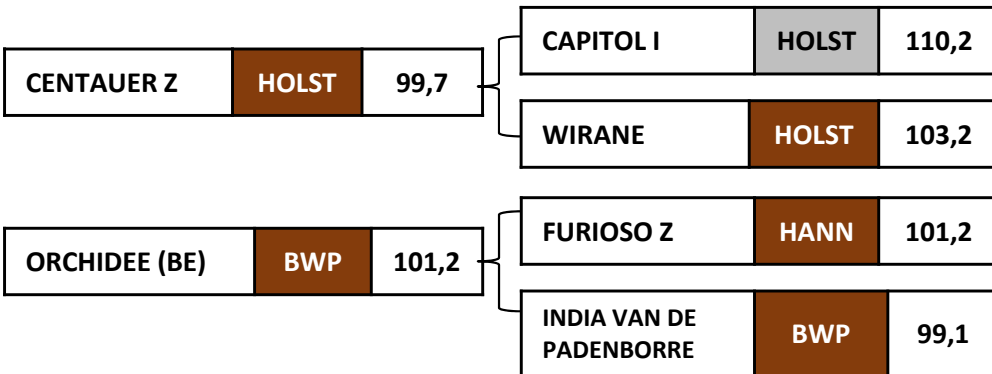 CAPITOL I HOLST 110,2
CENTAUER Z HOLST 99,7
WIRANE HOLST 103,2
FURIOSO Z HANN 101,2
ORCHIDEE (BE) BWP 101,2
INDIA VAN DE
PADENBORRE BWP 99,1